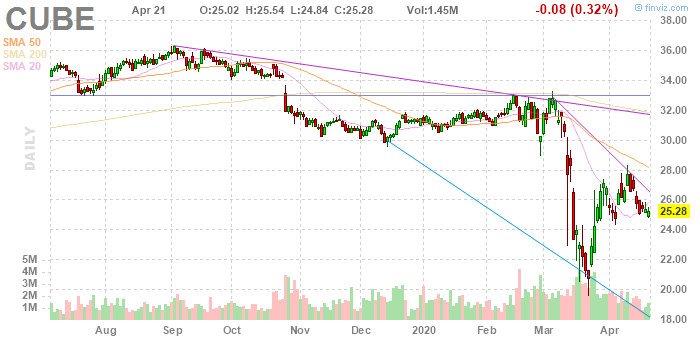 CUBE Apr 21 O:25.02 H:25.54 L:24.84 C:25.28 Vol:1.45M -0.08 (0.32%) © finviz.com
SMA 50
SMA 200
SMA 20
DAILY
38.00
36.00
34.00
32.00
30.00
28.00
26.00
25.28
24.00
22.00
20.00
18.00
5M
4M
3M
2M
1M
Aug Sep Oct Nov Dec 2020 Feb Mar Apr